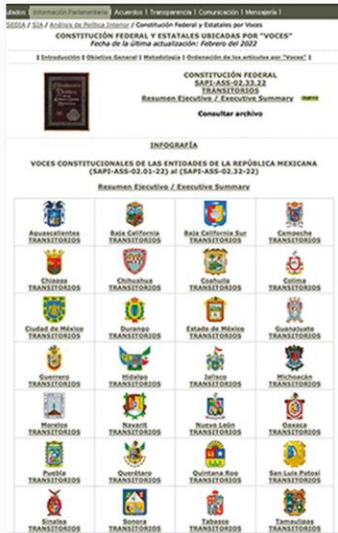 Información Parlamentaria | Acuerdos | Transparencia | Comunicación | Mensajería |
SEDIA / SIA / Análisis de Política Interior / Constitución Federal y Estatales por Voces
CONSTITUCIÓN FEDERAL Y ESTATALES UBICADAS POR "VOCES"
Fecha de la última actualización: Febrero del 2022
| Introducción | Objetivo General | Metodología | Ordenación de los artículos por "Voces" |
CONSTITUCIÓN FEDERAL
SAPI-ASS-02.33.22
TRANSITORIOS
Resumen Ejecutivo / Executive Summary
Consultar archivo
INFOGRAFÍA
VOCES CONSTITUCIONALES DE LAS ENTIDADES DE LA REPÚBLICA MEXICANA
(SAPI-ASS-02.01-22) al (SAPI-ASS-02.32-22)
Resumen Ejecutivo / Executive Summary
Aguascalientes Baja California Baja California Sur Campeche
TRANSITORIOS TRANSITORIOS TRANSITORIOS TRANSITORIOS
Chiapas Chihuahua Coahuila Colima
TRANSITORIOS TRANSITORIOS TRANSITORIOS TRANSITORIOS
Ciudad de México Durango Estado de México Guanajuato
TRANSITORIOS TRANSITORIOS TRANSITORIOS TRANSITORIOS
Guerrero Hidalgo Jalisco Michoacán
TRANSITORIOS TRANSITORIOS TRANSITORIOS TRANSITORIOS
Morelos Nayarit Nuevo León Oaxaca
TRANSITORIOS TRANSITORIOS TRANSITORIOS TRANSITORIOS
Puebla Querétaro Quintana Roo San Luis Potosí
TRANSITORIOS TRANSITORIOS TRANSITORIOS TRANSITORIOS
Sinaloa Sonora Tabasco Tamaulipas
TRANSITORIOS TRANSITORIOS TRANSITORIOS TRANSITORIOS